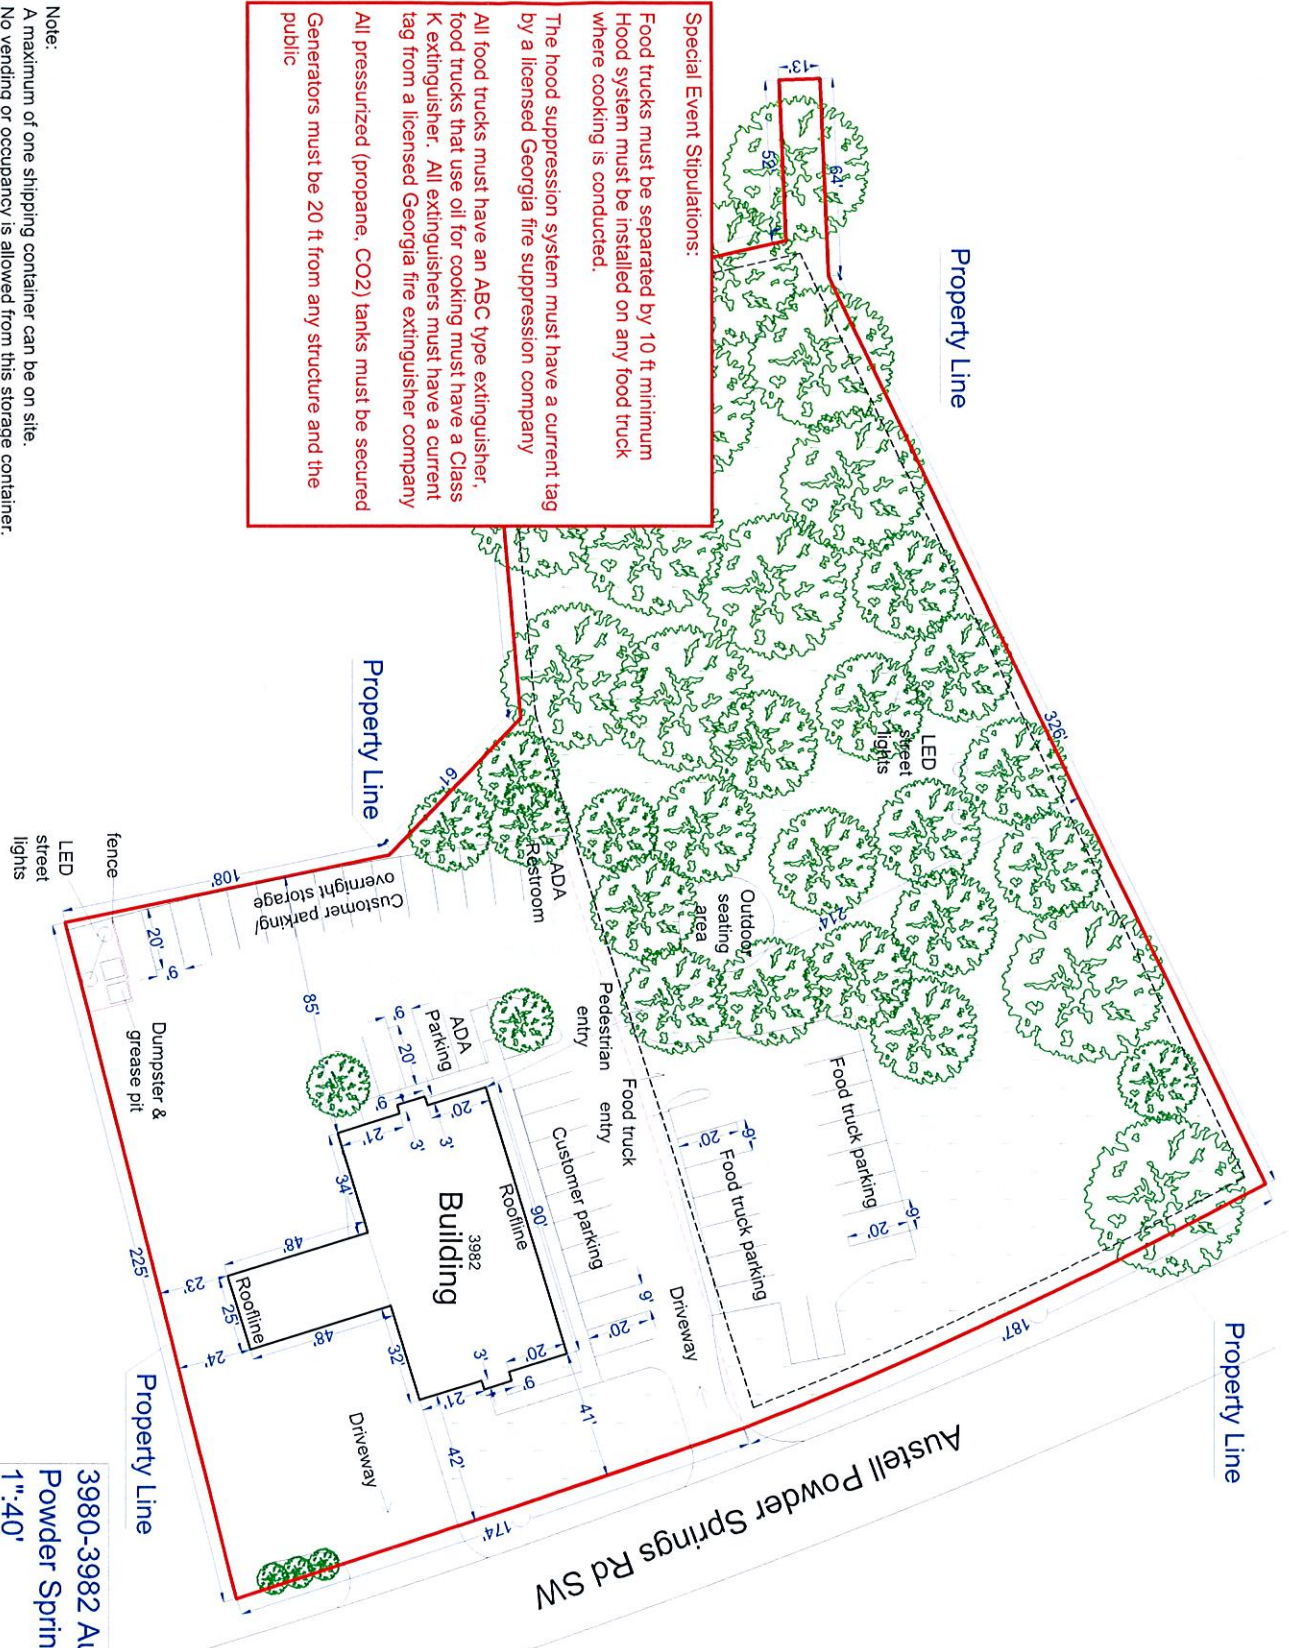 Special Event Stipulations:
Food trucks must be separated by 10 ft minimum
Hood system must be installed on any food truck
where cooking is conducted.
The hood suppression system must have a current tag
by a licensed Georgia fire suppression company
All food trucks must have an ABC type extinguisher,
food trucks that use oil for cooking must have a Class
K extinguisher. All extinguishers must have a current
tag from a licensed Georgia fire extinguisher company
All pressurized (propane, CO2) tanks must be secured
Generators must be 20 ft from any structure and the
public
Note:
A maximum of one shipping container can be on site.
No vending or occupancy is allowed from this storage container.
13'
52'
64'
Property Line
326'
LED
street
lights
214'
Outdoor
seating
area
61'
Property Line
ADA
Restroom
Customer parking/
overnight storage
108'
fence
LED
street
lights
20'
9'
Dumpster &
grease pit
85'
ADA
Parking
9'
20'
Pedestrian
entry
Food truck
entry
Food truck parking
9'
20'
Food truck parking
9'
20'
Customer parking
9'
20'
Driveway
Roofline
90'
3982
Building
20'
3'
3'
9'
21'
34'
48'
Roofline
25'
48'
32'
23'
24'
20'
3'
9'
21'
41'
42'
Driveway
225'
Property Line
174'
187'
Property Line
Austell Powder Springs Rd SW
3980-3982 Au
Powder Sprin
1":40'